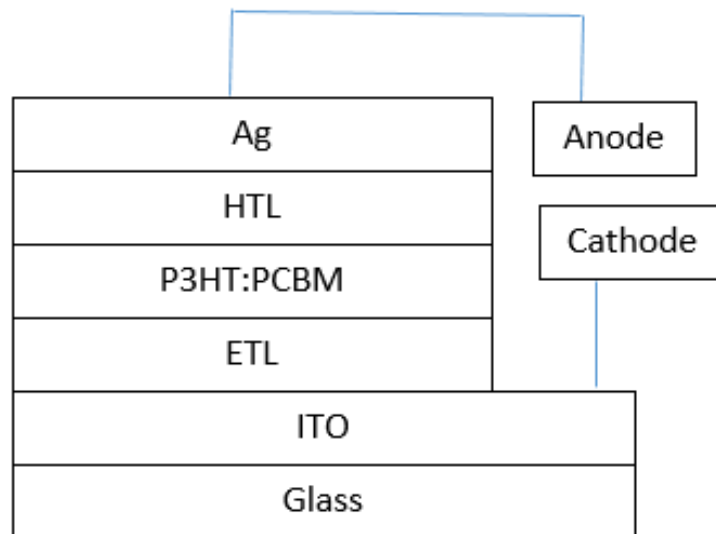 Ag
Anode
HTL
Cathode
P3HT:PCBM
ETL
ITO
Glass